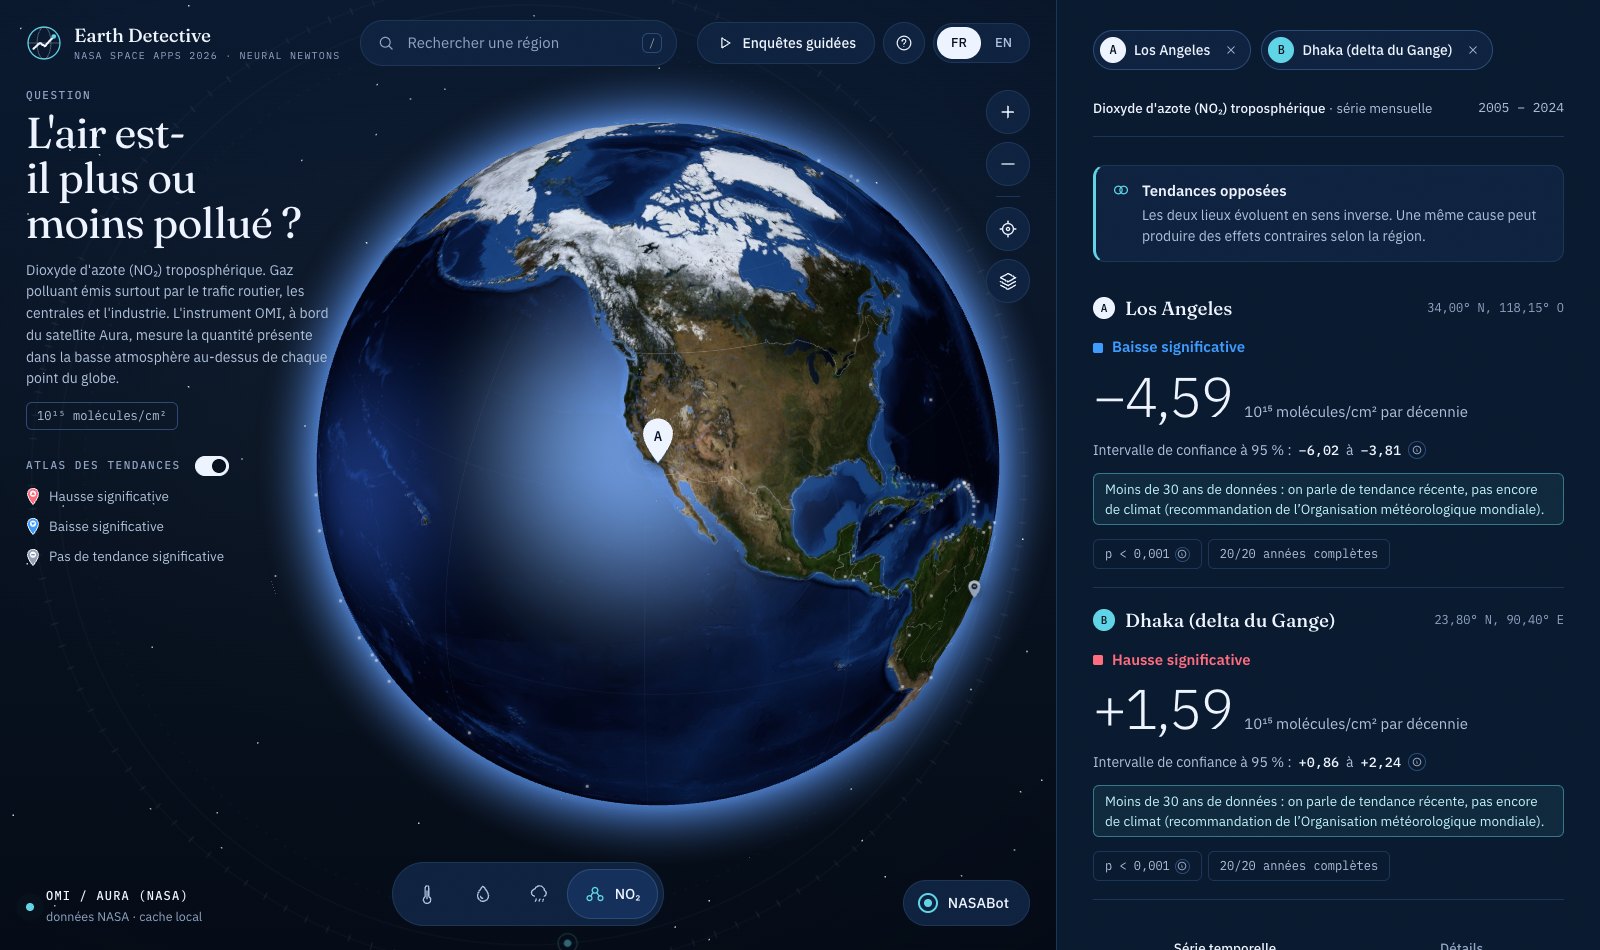 Earth Detective
NASA SPACE APPS 2026 · NEURAL NEWTONS
Rechercher une région
/
Enquêtes guidées
FR
EN
QUESTION
L'air est-
il plus ou
moins pollué ?
Dioxyde d'azote (NO₂) troposphérique. Gaz
polluant émis surtout par le trafic routier, les
centrales et l'industrie. L'instrument OMI, à bord
du satellite Aura, mesure la quantité présente
dans la basse atmosphère au-dessus de chaque
point du globe.
10¹⁵ molécules/cm²
ATLAS DES TENDANCES
Hausse significative
Baisse significative
Pas de tendance significative
A
OMI / AURA (NASA)
données NASA · cache local
NO₂
NASABot
A Los Angeles ×
B Dhaka (delta du Gange) ×
Dioxyde d'azote (NO₂) troposphérique · série mensuelle
2005 – 2024
Tendances opposées
Les deux lieux évoluent en sens inverse. Une même cause peut
produire des effets contraires selon la région.
A Los Angeles
34,00° N, 118,15° O
Baisse significative
−4,59 10¹⁵ molécules/cm² par décennie
Intervalle de confiance à 95 % : −6,02 à −3,81
Moins de 30 ans de données : on parle de tendance récente, pas encore
de climat (recommandation de l’Organisation météorologique mondiale).
p < 0,001
20/20 années complètes
B Dhaka (delta du Gange)
23,80° N, 90,40° E
Hausse significative
+1,59 10¹⁵ molécules/cm² par décennie
Intervalle de confiance à 95 % : +0,86 à +2,24
Moins de 30 ans de données : on parle de tendance récente, pas encore
de climat (recommandation de l’Organisation météorologique mondiale).
p < 0,001
20/20 années complètes
Série temporelle
Détails